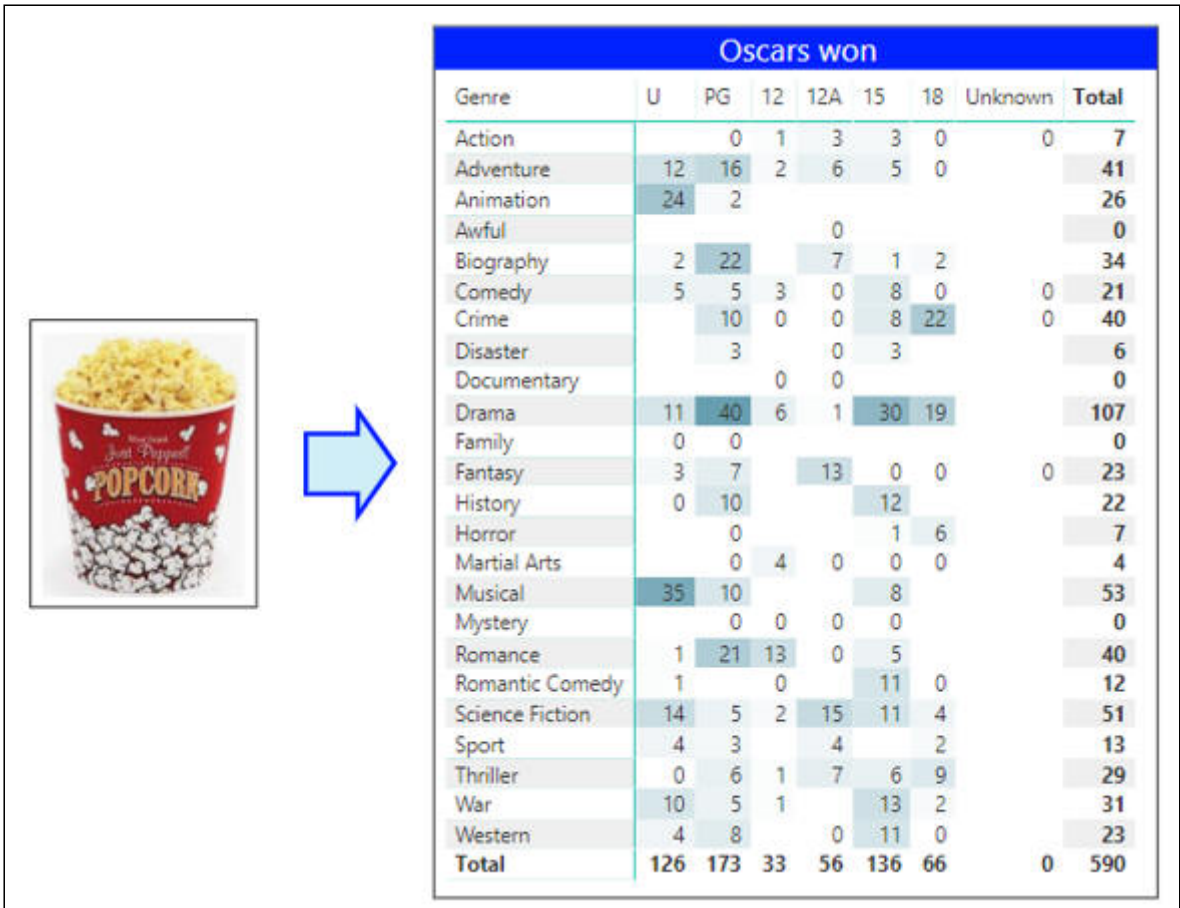 Oscars won
Genre U PG 12 12A 15 18 Unknown Total
Action 0 1 3 3 0 0 7
Adventure 12 16 2 6 5 0 41
Animation 24 2 26
Awful 0 0
Biography 2 22 7 1 2 34
Comedy 5 5 3 0 8 0 0 21
Crime 10 0 0 8 22 0 40
Disaster 3 0 3 6
Documentary 0 0 0
Drama 11 40 6 1 30 19 107
Family 0 0 0
Fantasy 3 7 13 0 0 0 23
History 0 10 12 22
Horror 0 1 6 7
Martial Arts 0 4 0 0 0 4
Musical 35 10 8 53
Mystery 0 0 0 0 0
Romance 1 21 13 0 5 40
Romantic Comedy 1 0 11 0 12
Science Fiction 14 5 2 15 11 4 51
Sport 4 3 4 2 13
Thriller 0 6 1 7 6 9 29
War 10 5 1 13 2 31
Western 4 8 0 11 0 23
Total 126 173 33 56 136 66 0 590
Just Popped!
POPCORN